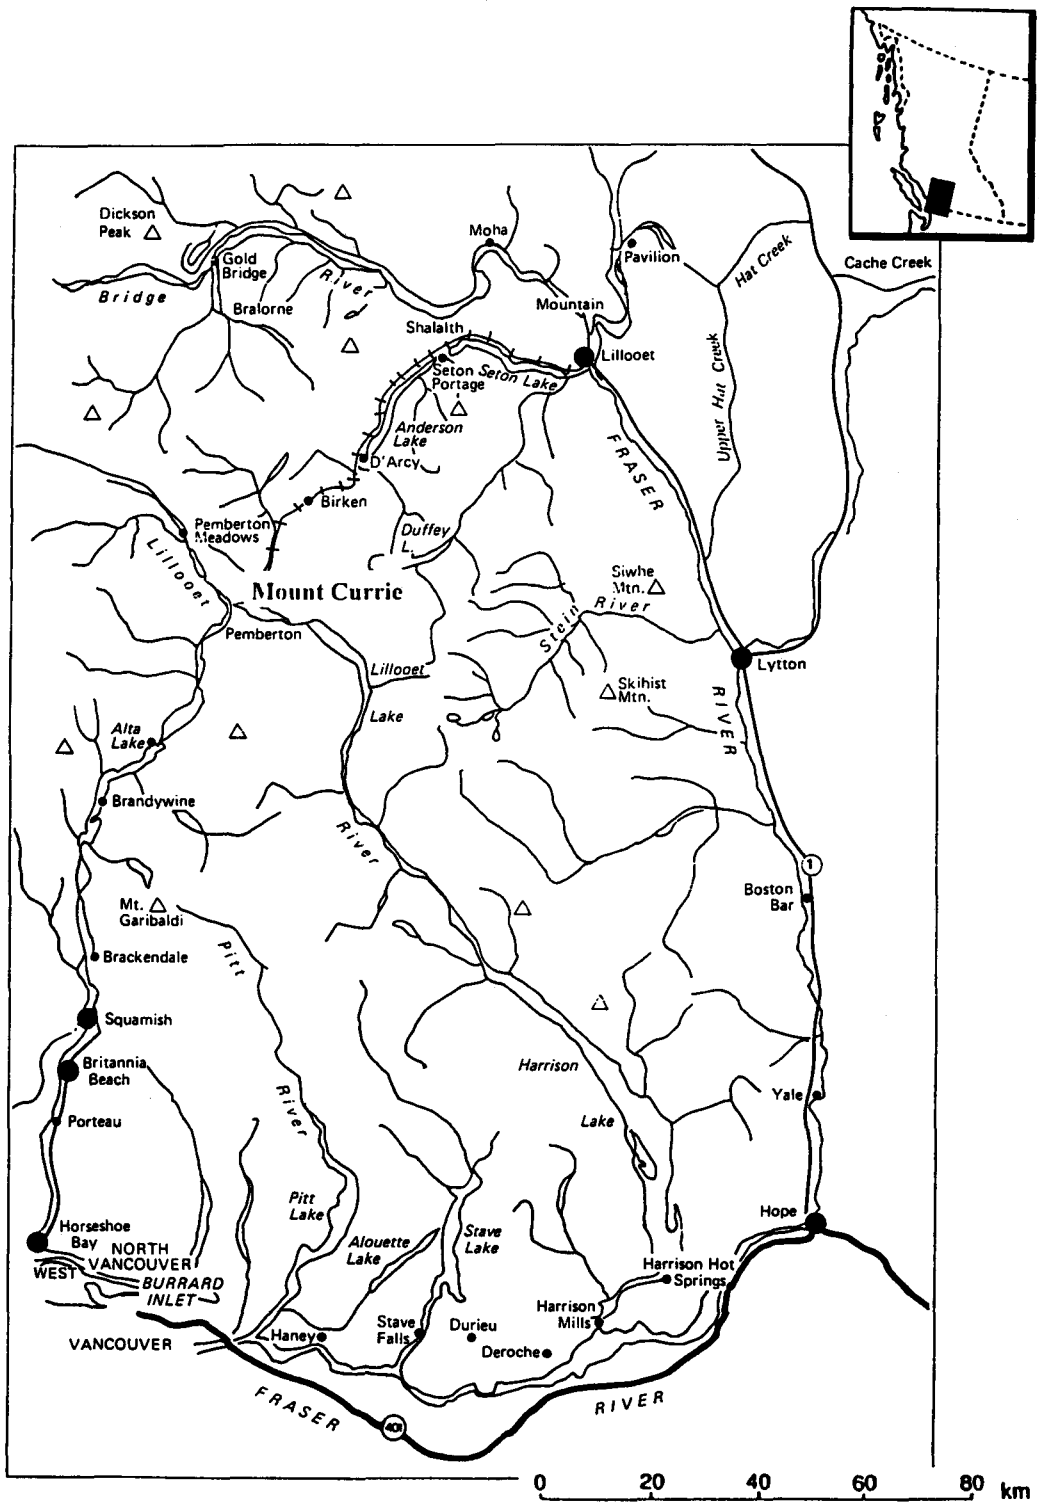 Dickson
Peak
Gold
Bridge
Bridge
River
Bralorne
Moha
Pavilion
Hat Creek
Cache Creek
Mountain
Shalalth
Lillooet
Seton
Portage
Seton Lake
Upper Hat Creek
Anderson
Lake
D'Arcy
FRASER
Birken
Pemberton
Meadows
Duffey
L.
Lillooet
Mount Currie
Siwhe
Mtn.
Stein
River
Pemberton
Lillooet
Lake
Lytton
Skihist
Mtn.
RIVER
Alta
Lake
Brandywine
River
1
Boston
Bar
Mt.
Garibaldi
Pitt
Brackendale
Squamish
Britannia
Beach
Harrison
Yale
Porteau
River
Lake
Pitt
Lake
Hope
Horseshoe
Bay
NORTH
VANCOUVER
WEST
BURRARD
INLET
Alouette
Lake
Stave
Lake
Harrison Hot
Springs
Harrison
Mills
Stave
Falls
Durieu
Haney
VANCOUVER
Deroche
FRASER
RIVER
401
0 20 40 60 80 km